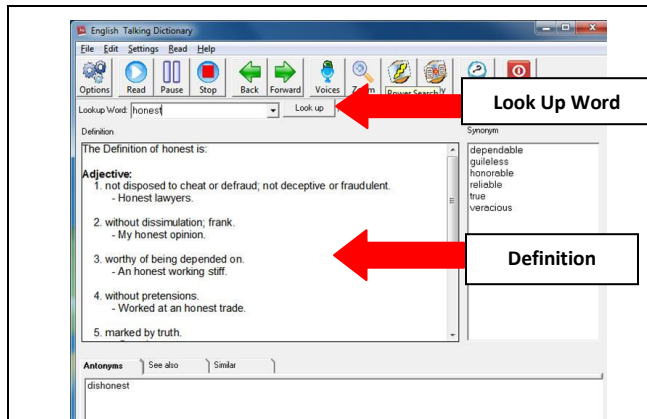 English Talking Dictionary
File Edit Settings Read Help
Options Read Pause Stop Back Forward Voices
Power Search
Lookup Word: honest Look up
Look Up Word
Definition
Synonym
The Definition of honest is:
Adjective:
1. not disposed to cheat or defraud; not deceptive or fraudulent.
- Honest lawyers.
2. without dissimulation; frank.
- My honest opinion.
3. worthy of being depended on.
- An honest working stiff.
4. without pretensions.
- Worked at an honest trade.
5. marked by truth.
dependable
guileless
honorable
reliable
true
veracious
Definition
Antonyms See also Similar
dishonest